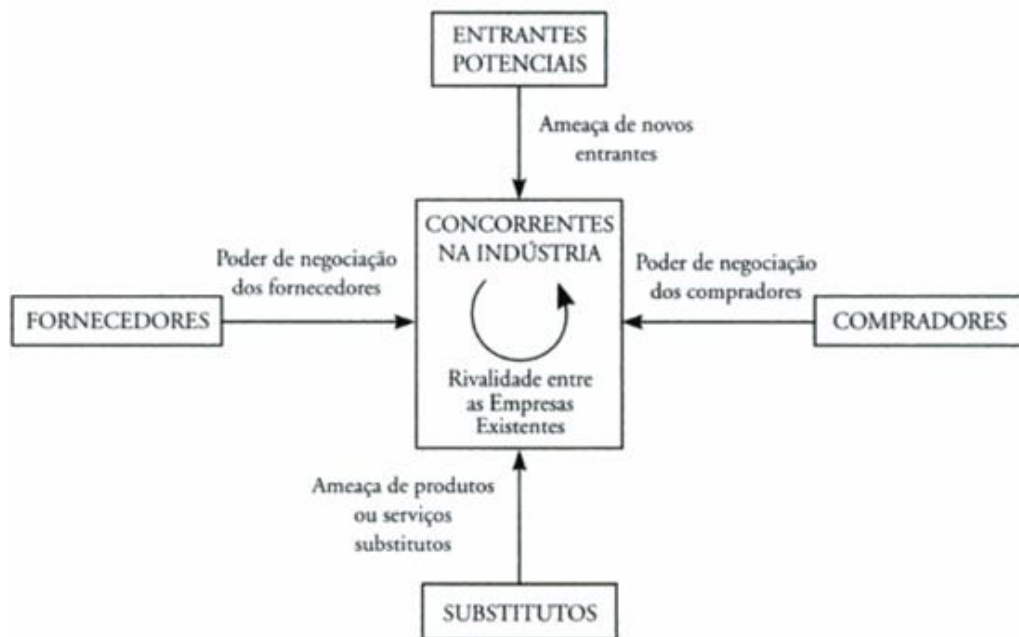 ENTRANTES
POTENCIAIS
Ameaça de novos
entrantes
CONCORRENTES
NA INDÚSTRIA
Poder de negociação
dos fornecedores
Poder de negociação
dos compradores
FORNECEDORES
COMPRADORES
Rivalidade entre
as Empresas
Existentes
Ameaça de produtos
ou serviços
substitutos
SUBSTITUTOS